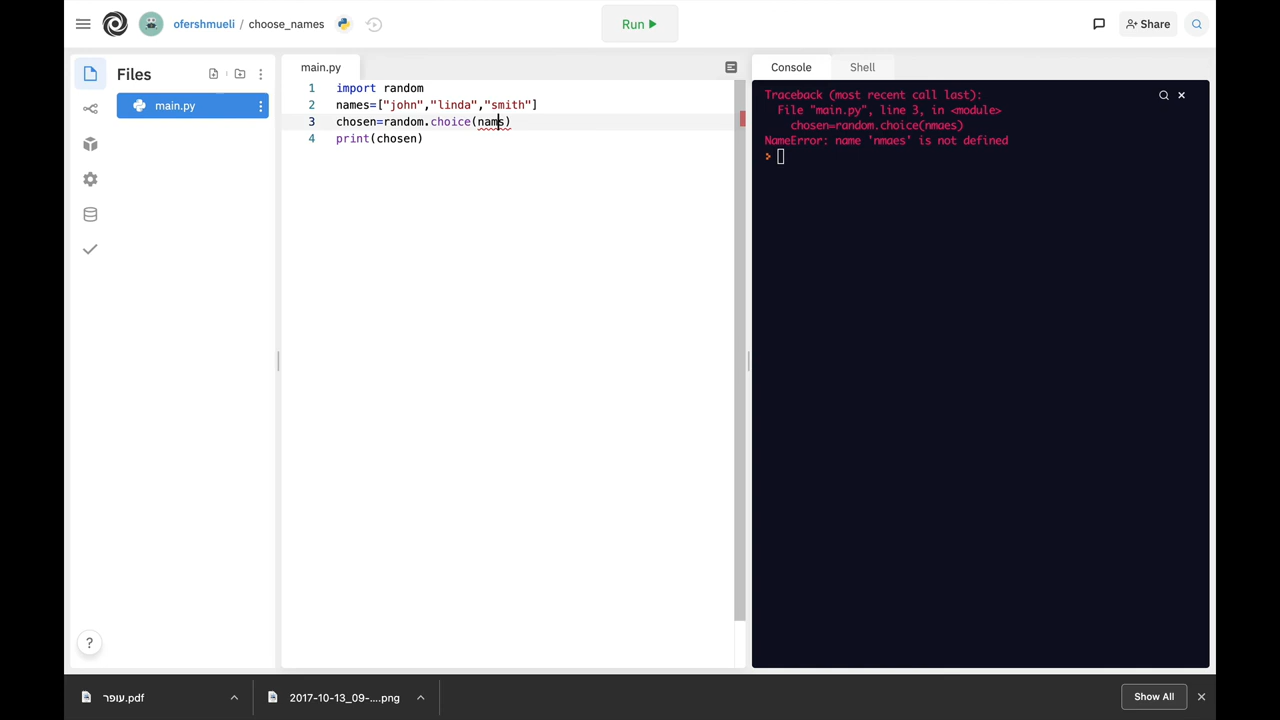 ofershmueli / choose_names
Run
Share
Files
main.py
main.py
1 import random
2 names=["john","linda","smith"]
3 chosen=random.choice(nams)
4 print(chosen)
Console
Shell
Traceback (most recent call last):
File "main.py", line 3, in <module>
chosen=random.choice(nmaes)
NameError: name 'nmaes' is not defined
?
עופר.pdf
2017-10-13_09-....png
Show All